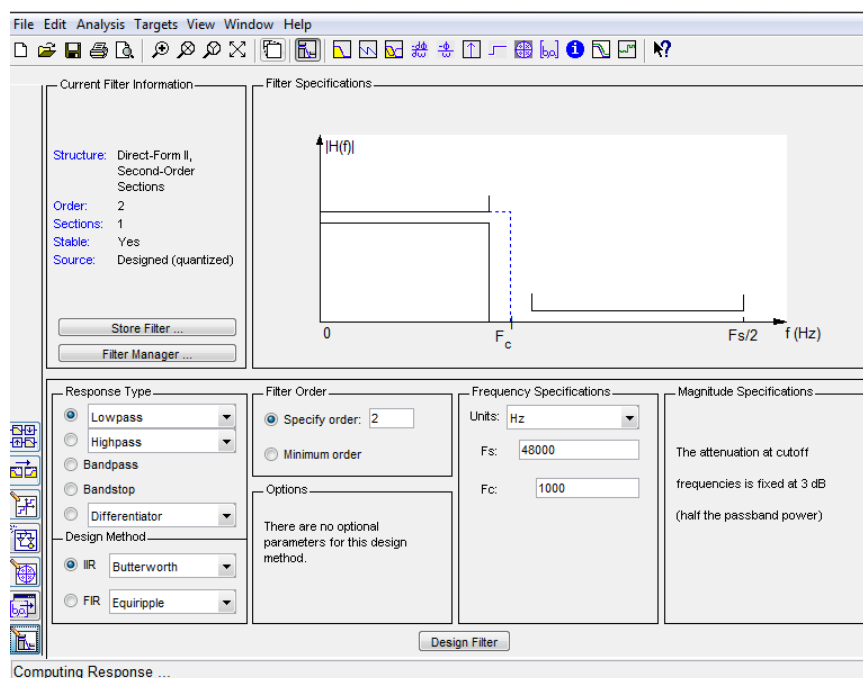 File Edit Analysis Targets View Window Help
Current Filter Information
Structure: Direct-Form II,
Second-Order
Sections
Order: 2
Sections: 1
Stable: Yes
Source: Designed (quantized)
Store Filter ...
Filter Manager ...
Filter Specifications
|H(f)|
0
Fc
Fs/2
f (Hz)
Response Type
Lowpass
Highpass
Bandpass
Bandstop
Differentiator
Design Method
IIR Butterworth
FIR Equiripple
Filter Order
Specify order: 2
Minimum order
Options
There are no optional
parameters for this design
method.
Frequency Specifications
Units: Hz
Fs: 48000
Fc: 1000
Magnitude Specifications
The attenuation at cutoff
frequencies is fixed at 3 dB
(half the passband power)
Design Filter
Computing Response ...